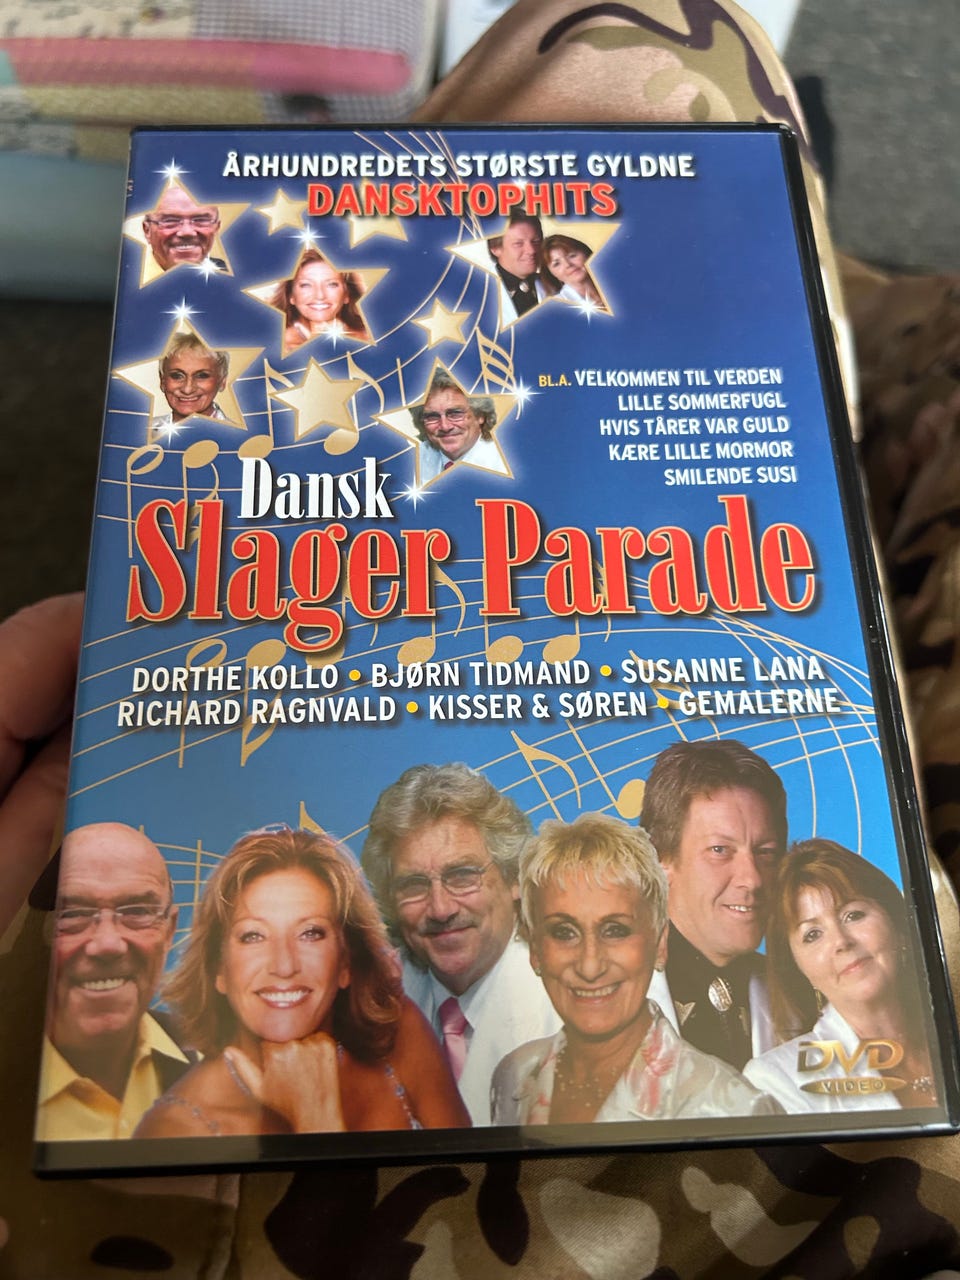 ÅRHUNDREDETS STØRSTE GYLDNE
DANSKTOPHITS
BL.A. VELKOMMEN TIL VERDEN
LILLE SOMMERFUGL
HVIS TÅRER VAR GULD
KÆRE LILLE MORMOR
SMILENDE SUSI
Dansk
Slager Parade
DORTHE KOLLO • BJØRN TIDMAND • SUSANNE LANA
RICHARD RAGNVALD • KISSER & SØREN • GEMALERNE
DVD
VIDEO